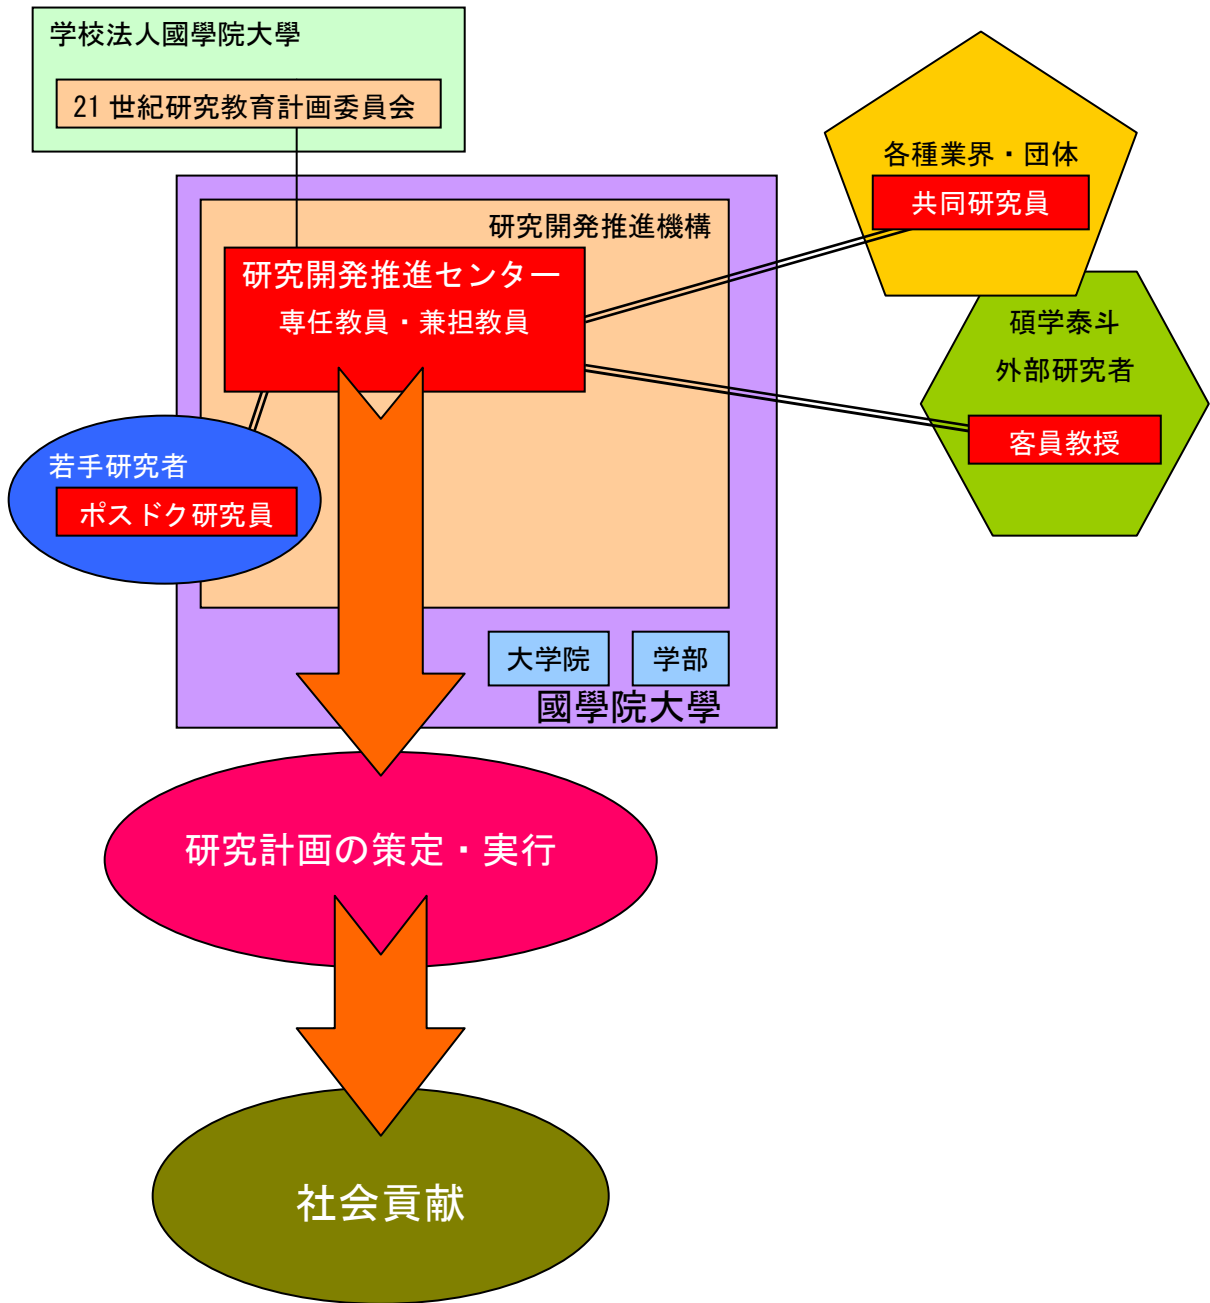 学校法人國學院大學
21世紀研究教育計画委員会
各種業界・団体
共同研究員
研究開発推進機構
研究開発推進センター
専任教員・兼担教員
碩学泰斗
外部研究者
客員教授
若手研究者
ポスドク研究員
大学院
学部
國學院大學
研究計画の策定・実行
社会貢献